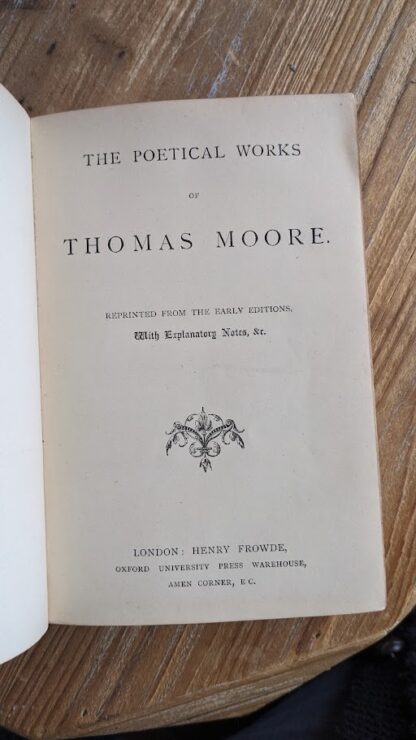 THE POETICAL WORKS
OF
THOMAS MOORE.
REPRINTED FROM THE EARLY EDITIONS,
With Explanatory Notes, &c.
LONDON: HENRY FROWDE,
OXFORD UNIVERSITY PRESS WAREHOUSE,
AMEN CORNER, E C.